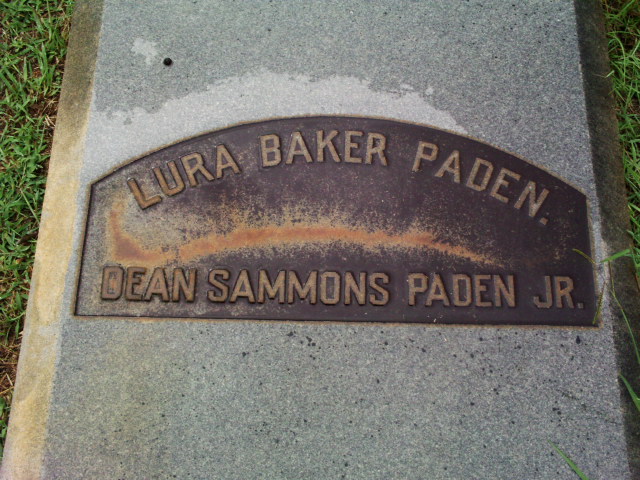 LURA BAKER PADEN.
DEAN SAMMONS PADEN JR.